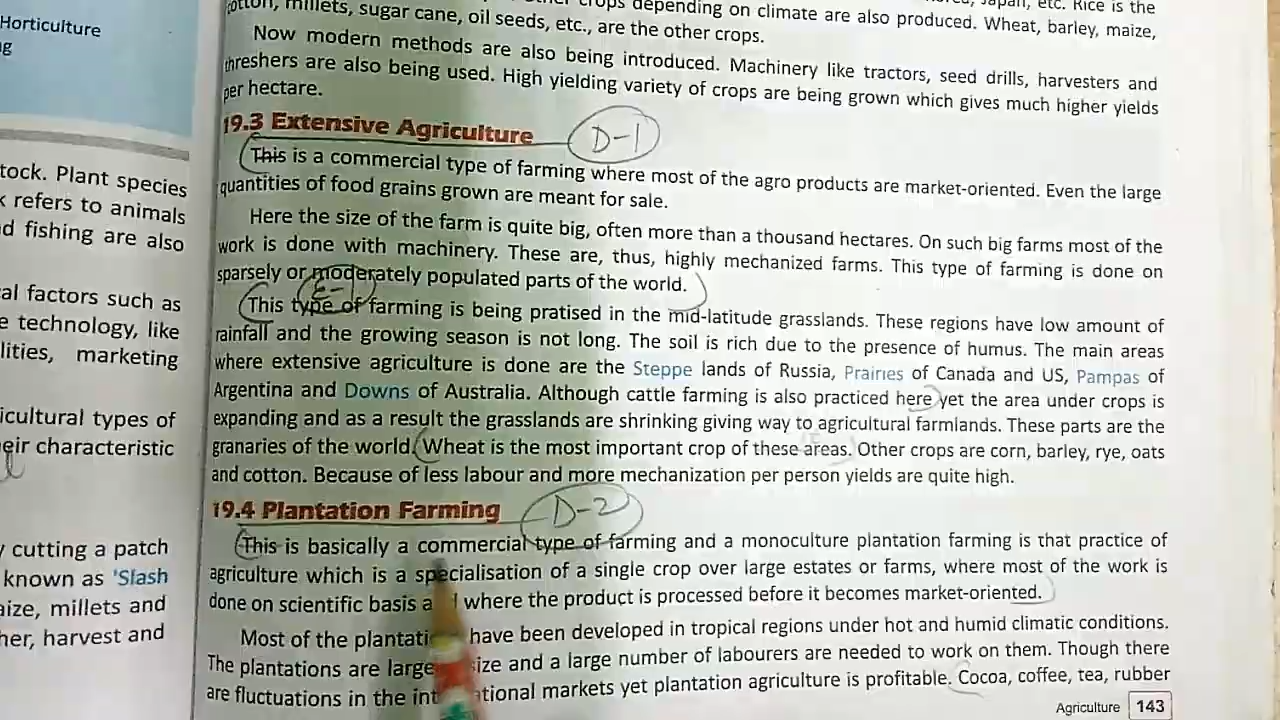 Horticulture
tock. Plant species
refers to animals
d fishing are also
al factors such as
e technology, like
lities, marketing
icultural types of
eir characteristic
cutting a patch
known as 'Slash
aize, millets and
her, harvest and
crops depending on climate are also produced. Wheat, barley, maize,
Japan, etc. Rice is the
cotton, millets, sugar cane, oil seeds, etc., are the other crops.
Now modern methods are also being introduced. Machinery like tractors, seed drills, harvesters and
threshers are also being used. High yielding variety of crops are being grown which gives much higher yields
per hectare.
19.3 Extensive Agriculture D-1
This is a commercial type of farming where most of the agro products are market-oriented. Even the large
quantities of food grains grown are meant for sale.
Here the size of the farm is quite big, often more than a thousand hectares. On such big farms most of the
work is done with machinery. These are, thus, highly mechanized farms. This type of farming is done on
sparsely or moderately populated parts of the world.
E-1
This type of farming is being pratised in the mid-latitude grasslands. These regions have low amount of
rainfall and the growing season is not long. The soil is rich due to the presence of humus. The main areas
where extensive agriculture is done are the Steppe lands of Russia, Prairies of Canada and US, Pampas of
Argentina and Downs of Australia. Although cattle farming is also practiced here yet the area under crops is
expanding and as a result the grasslands are shrinking giving way to agricultural farmlands. These parts are the
granaries of the world. Wheat is the most important crop of these areas. Other crops are corn, barley, rye, oats
and cotton. Because of less labour and more mechanization per person yields are quite high.
19.4 Plantation Farming D-2
This is basically a commercial type of farming and a monoculture plantation farming is that practice of
agriculture which is a specialisation of a single crop over large estates or farms, where most of the work is
done on scientific basis a d where the product is processed before it becomes market-oriented.
Most of the plantatio have been developed in tropical regions under hot and humid climatic conditions.
The plantations are large size and a large number of labourers are needed to work on them. Though there
are fluctuations in the int ational markets yet plantation agriculture is profitable. Cocoa, coffee, tea, rubber
Agriculture 143